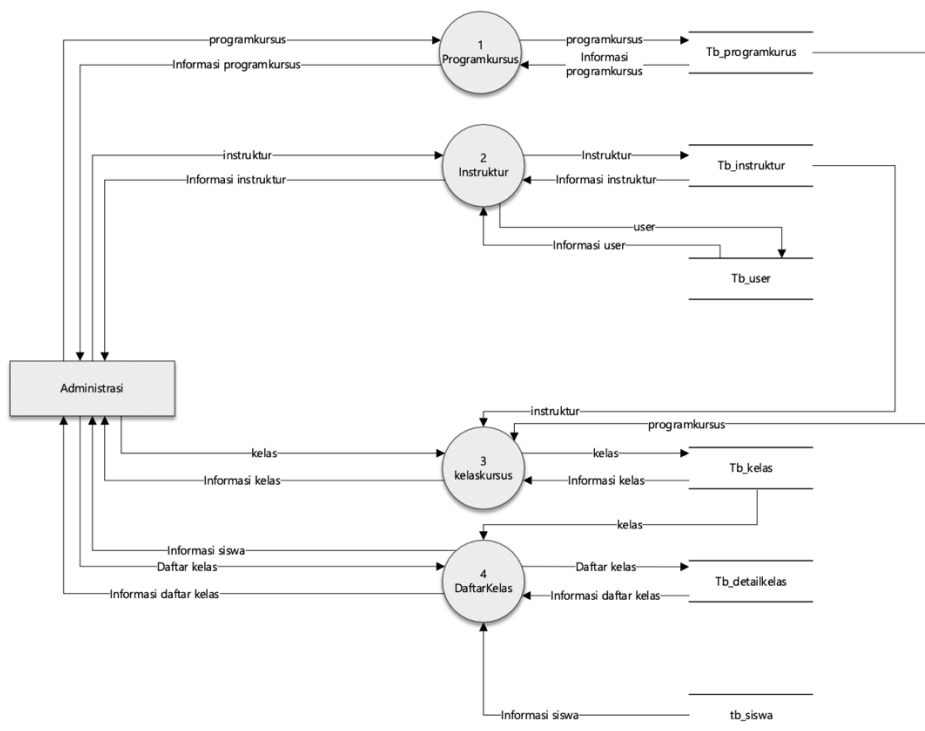 programkursus
Informasi programkursus
1
Programkursus
programkursus
Informasi
programkursus
Tb_programkurus
instruktur
Informasi instruktur
2
Instruktur
Instruktur
Informasi instruktur
Tb_instruktur
user
Informasi user
Tb_user
Administrasi
instruktur
programkursus
kelas
Informasi kelas
3
kelaskursus
kelas
Informasi kelas
Tb_kelas
kelas
Informasi siswa
Daftar kelas
Informasi daftar kelas
4
DaftarKelas
Daftar kelas
Informasi daftar kelas
Tb_detailkelas
Informasi siswa
tb_siswa